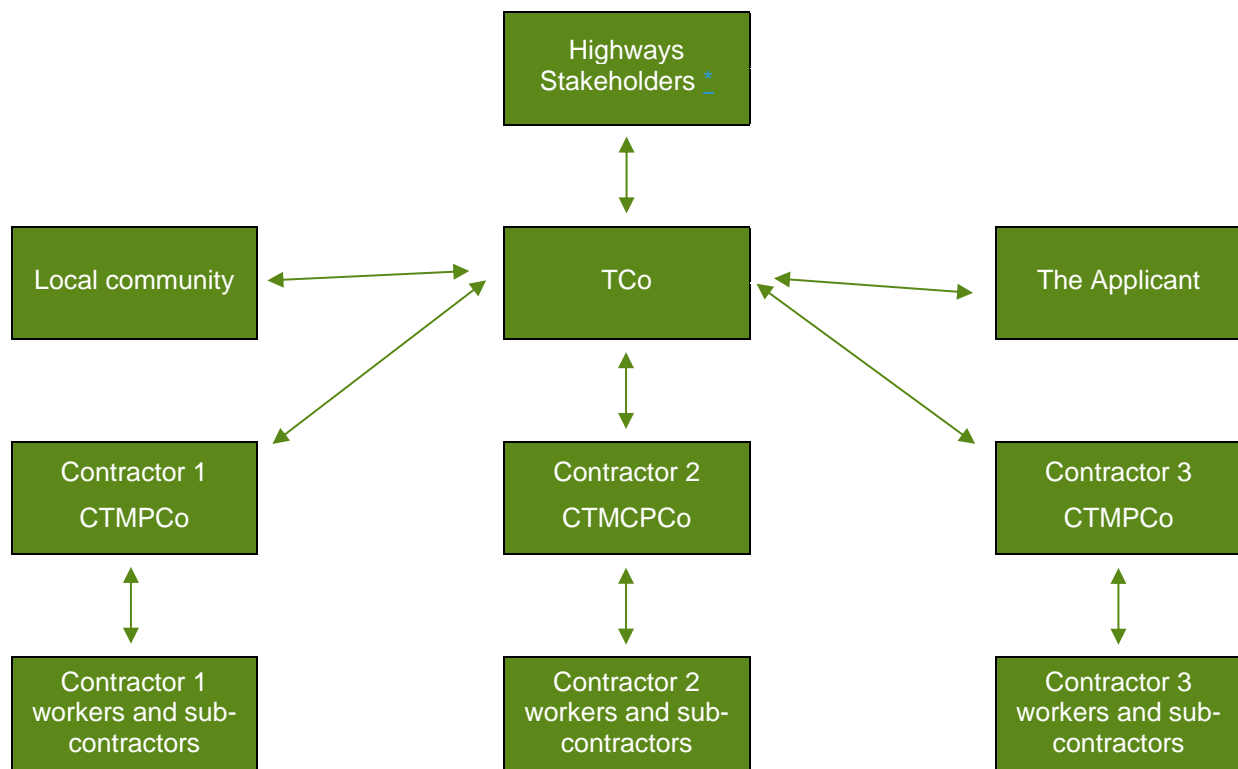 Highways
Stakeholders *
Local community
TCo
The Applicant
Contractor 1
CTMPCo
Contractor 2
CTMCPCo
Contractor 3
CTMPCo
Contractor 1
workers and sub-
contractors
Contractor 2
workers and sub-
contractors
Contractor 3
workers and sub-
contractors